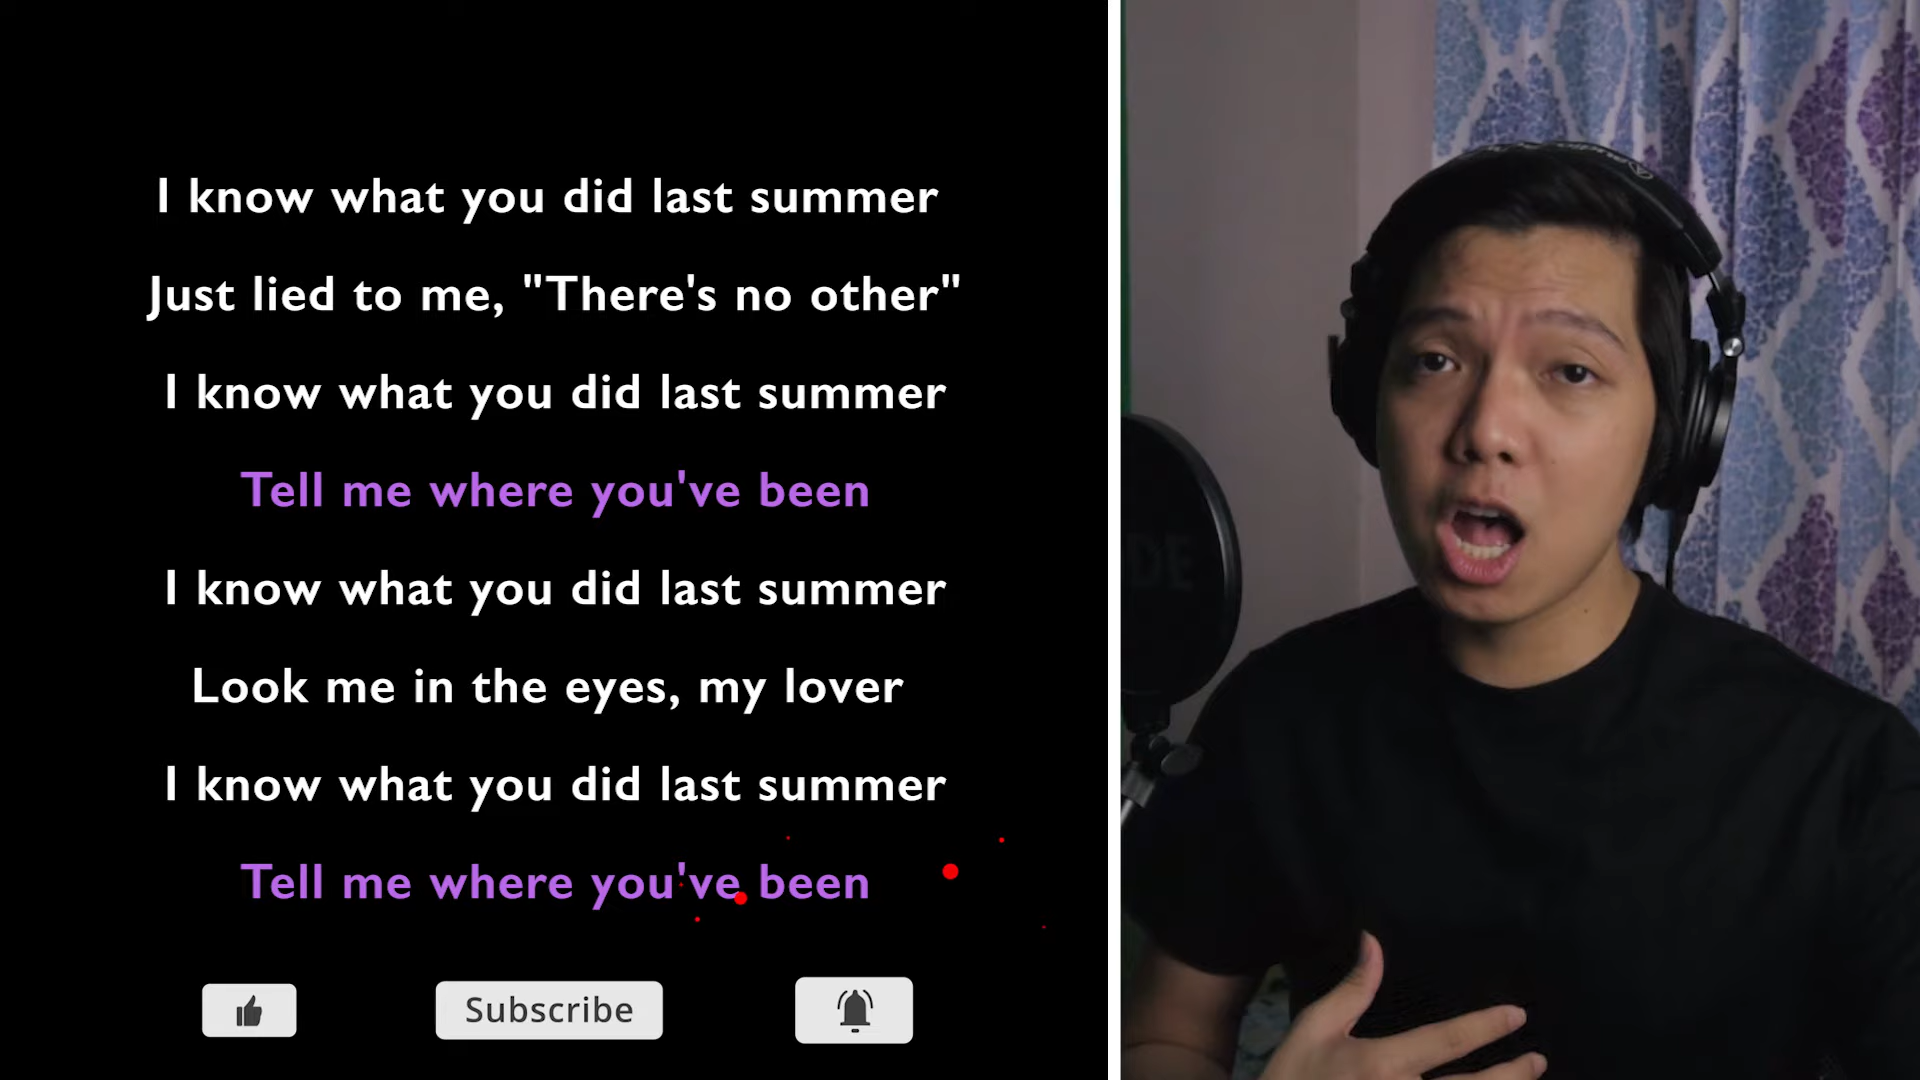 I know what you did last summer
Just lied to me, "There's no other"
I know what you did last summer
Tell me where you've been
I know what you did last summer
Look me in the eyes, my lover
I know what you did last summer
Tell me where you've been
Subscribe